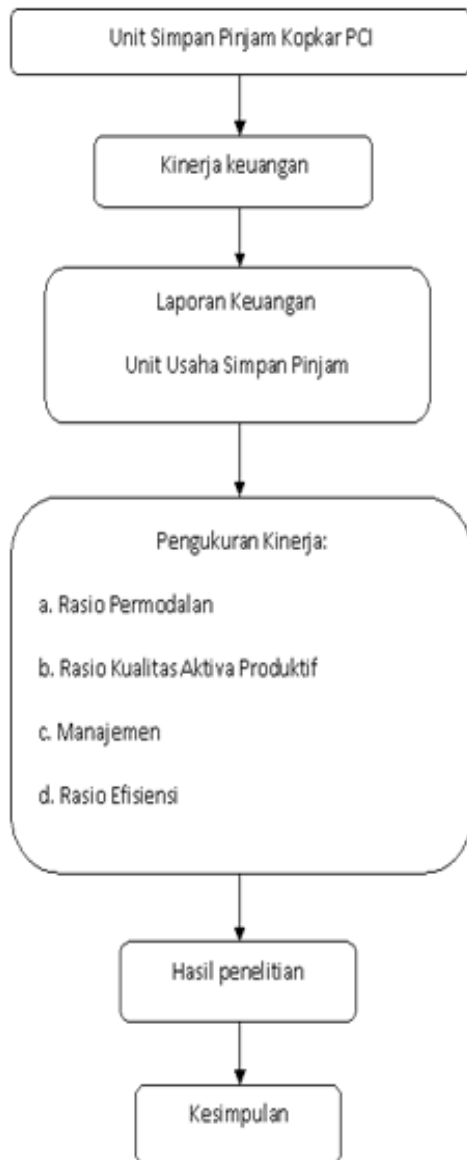 Unit Simpan Pinjam Kopkar PCI
Kinerja keuangan
Laporan Keuangan
Unit Usaha Simpan Pinjam
Pengukuran Kinerja:
a. Rasio Permodalan
b. Rasio Kualitas Aktiva Produktif
c. Manajemen
d. Rasio Efisiensi
Hasil penelitian
Kesimpulan